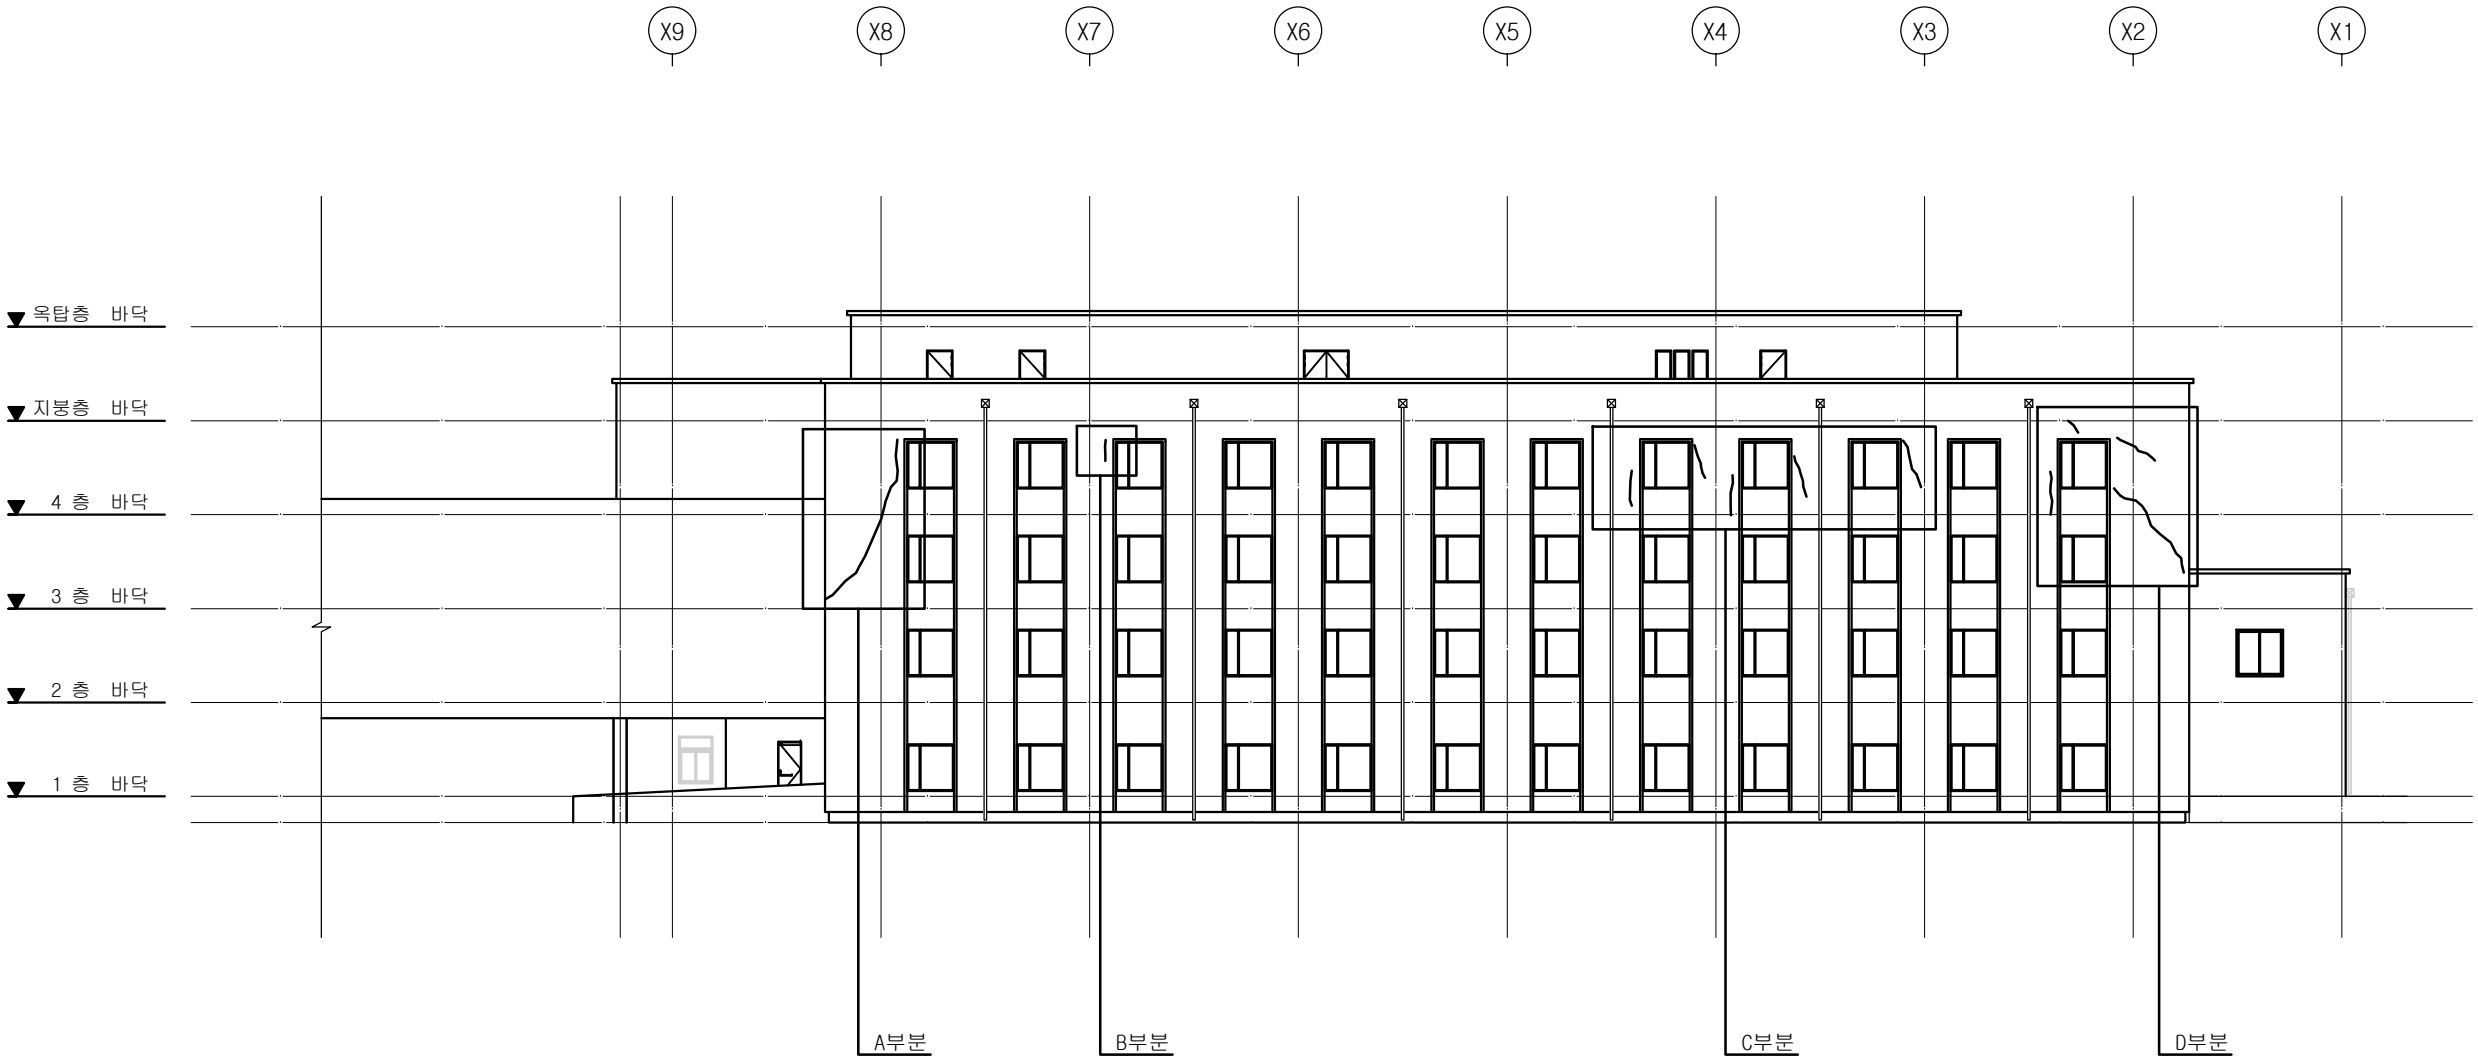 X9 X8 X7 X6 X5 X4 X3 X2 X1
옥탑층 바닥
지붕층 바닥
4 층 바닥
3 층 바닥
2 층 바닥
1 층 바닥
A부분 B부분 C부분 D부분